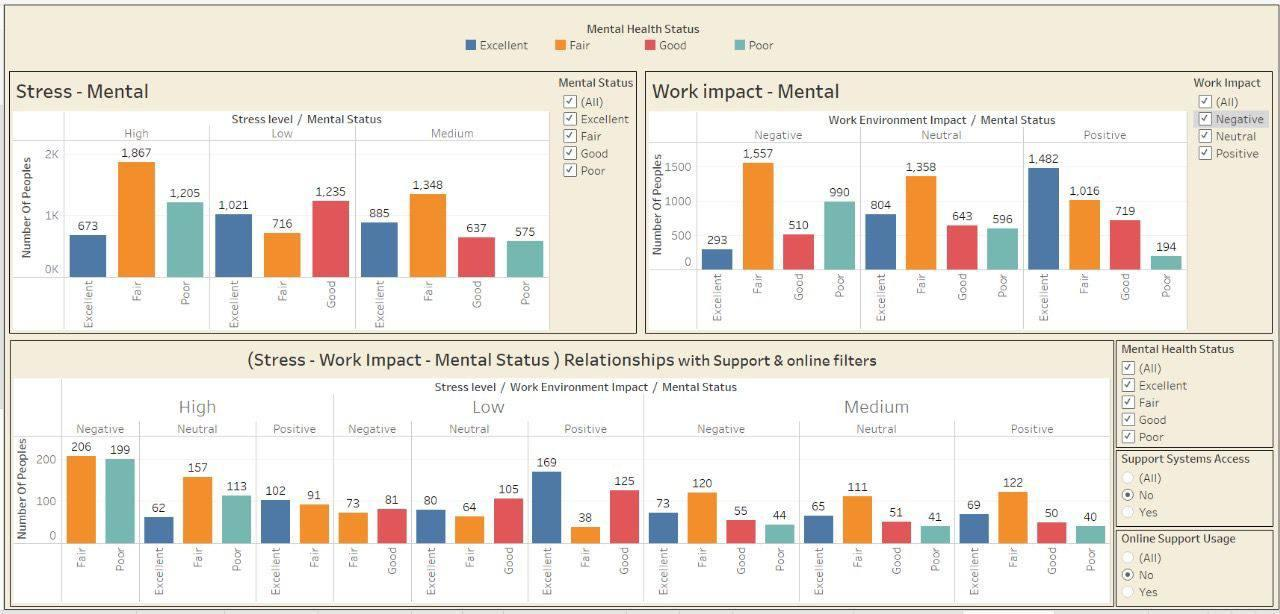 Mental Health Status
Excellent Fair Good Poor
Stress - Mental
Stress level / Mental Status
High Low Medium
Number Of Peoples
2K
1K
0K
673 1,867 1,205 1,021 716 1,235 885 1,348 637 575
Excellent Fair Poor Excellent Fair Good Excellent Fair Good Poor
Mental Status
(All)
Excellent
Fair
Good
Poor
Work impact - Mental
Work Environment Impact / Mental Status
Negative Neutral Positive
Number Of Peoples
1500
1000
500
0
293 1,557 510 990 804 1,358 643 596 1,482 1,016 719 194
Excellent Fair Good Poor Excellent Fair Good Poor Excellent Fair Good Poor
Work Impact
(All)
Negative
Neutral
Positive
(Stress - Work Impact - Mental Status ) Relationships with Support & online filters
Stress level / Work Environment Impact / Mental Status
High Low Medium
Negative Neutral Positive Negative Neutral Positive Negative Neutral Positive
Number Of Peoples
200
100
0
206 199 62 157 113 102 91 73 81 80 64 105 169 38 125 73 120 55 44 65 111 51 41 69 122 50 40
Fair Poor Excellent Fair Poor Excellent Fair Fair Good Excellent Fair Good Excellent Fair Good Excellent Fair Good Poor Excellent Fair Good Poor Excellent Fair Good Poor
Mental Health Status
(All)
Excellent
Fair
Good
Poor
Support Systems Access
(All)
No
Yes
Online Support Usage
(All)
No
Yes